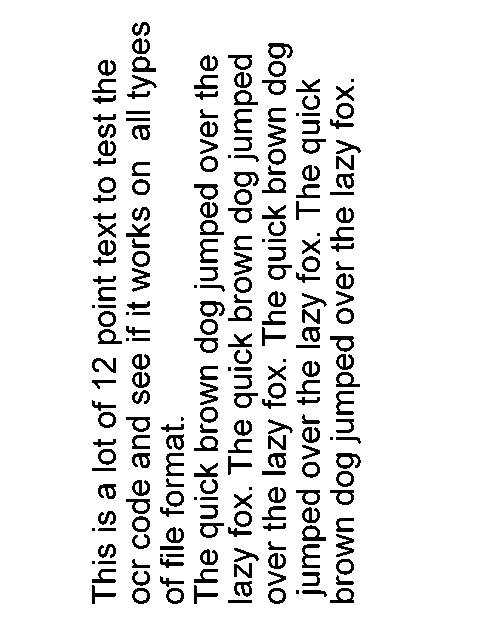 This is a lot of 12 point text to test the
ocr code and see if it works on  all types
of file format.
The quick brown dog jumped over the
lazy fox. The quick brown dog jumped
over the lazy fox. The quick brown dog
jumped over the lazy fox. The quick
brown dog jumped over the lazy fox.